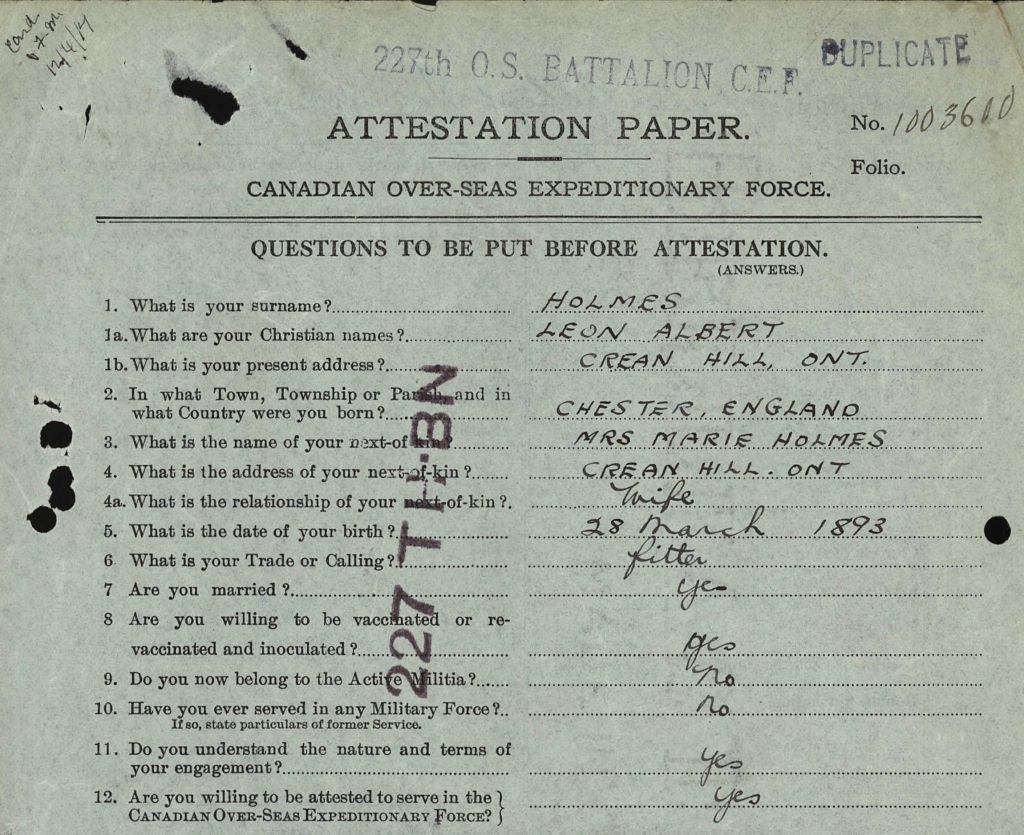 Card
12/4/17
227th O.S. BATTALION C.E.F.
DUPLICATE
ATTESTATION PAPER.
No. 1003600
Folio.
CANADIAN OVER-SEAS EXPEDITIONARY FORCE.
QUESTIONS TO BE PUT BEFORE ATTESTATION.
(ANSWERS.)
1. What is your surname? HOLMES
1a. What are your Christian names? LEON ALBERT
1b. What is your present address? CREAN HILL, ONT.
2. In what Town, Township or Parish, and in
what Country were you born? CHESTER, ENGLAND
3. What is the name of your next-of kin? MRS MARIE HOLMES
4. What is the address of your next-of-kin? CREAN HILL. ONT
4a. What is the relationship of your next-of-kin? Wife
5. What is the date of your birth? 28 March 1893
6 What is your Trade or Calling? fitter
7 Are you married? yes
8 Are you willing to be vaccinated or re-
vaccinated and inoculated? yes
9. Do you now belong to the Active Militia? No
10. Have you ever served in any Military Force? No
If so, state particulars of former Service.
11. Do you understand the nature and terms of
your engagement? yes
12. Are you willing to be attested to serve in the
CANADIAN OVER-SEAS EXPEDITIONARY FORCE? yes
227 TH-BN